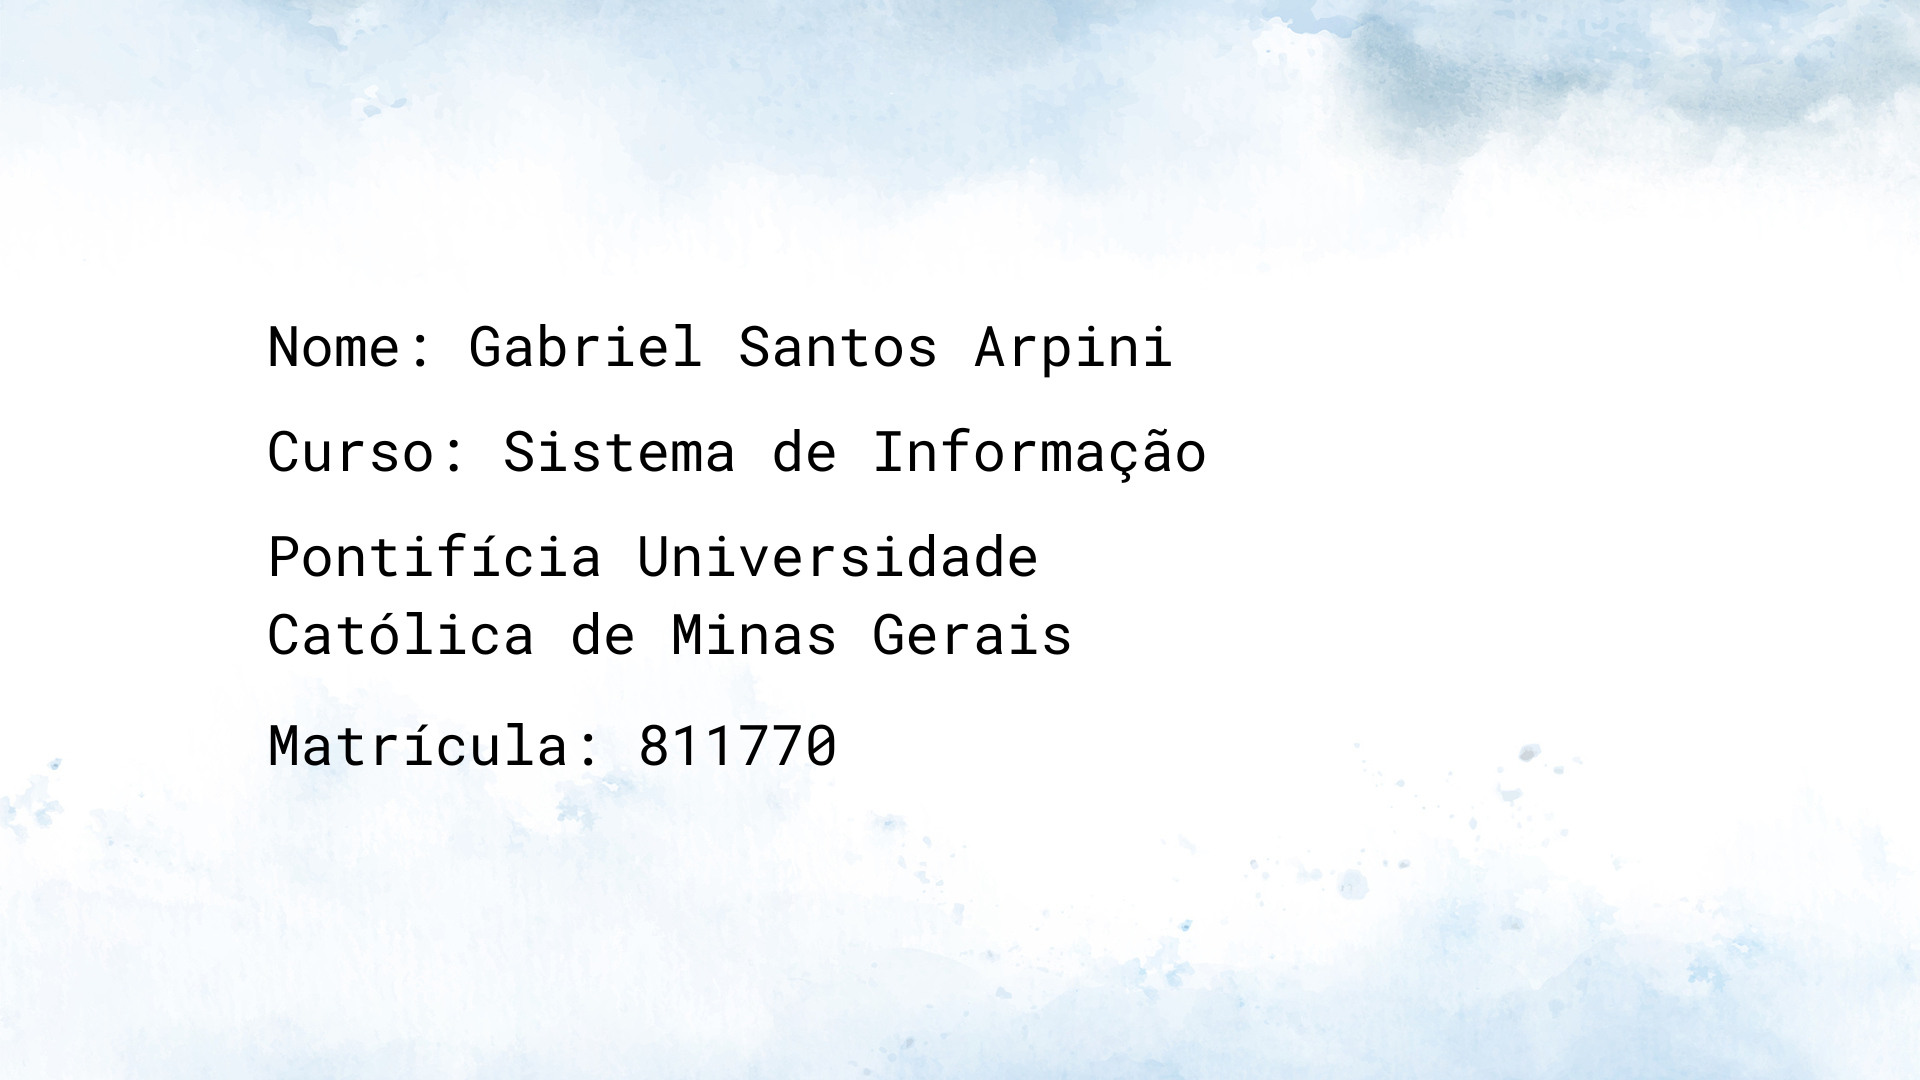 Nome: Gabriel Santos Arpini
Curso: Sistema de Informação
Pontifícia Universidade
Católica de Minas Gerais
Matrícula: 811770